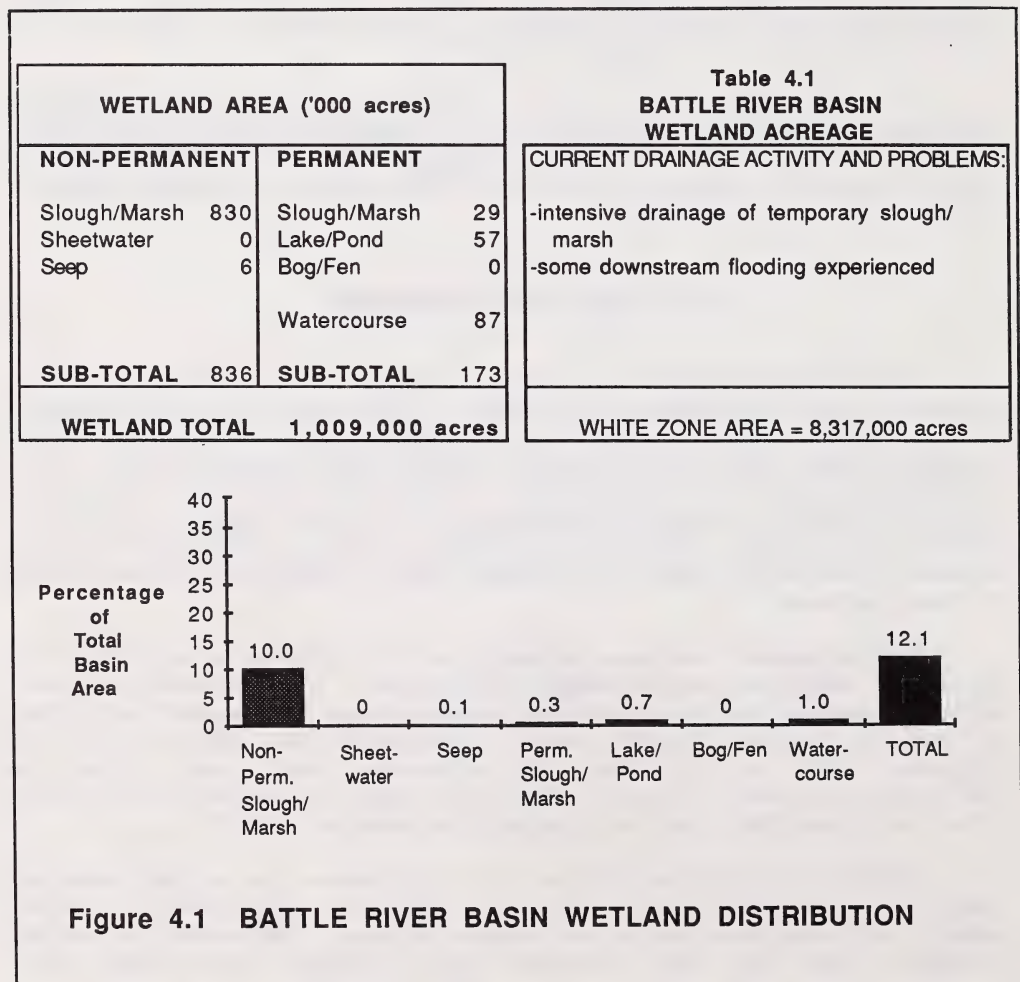 WETLAND AREA ('000 acres)
NON-PERMANENT PERMANENT
Slough/Marsh 830 Slough/Marsh 29
Sheetwater 0 Lake/Pond 57
Seep 6 Bog/Fen 0
Watercourse 87
SUB-TOTAL 836 SUB-TOTAL 173
WETLAND TOTAL 1,009,000 acres
Table 4.1
BATTLE RIVER BASIN
WETLAND ACREAGE
CURRENT DRAINAGE ACTIVITY AND PROBLEMS:
-intensive drainage of temporary slough/
marsh
-some downstream flooding experienced
WHITE ZONE AREA = 8,317,000 acres
Percentage
of
Total
Basin
Area
40
35
30
25
20
15
10
5
0
10.0 0 0.1 0.3 0.7 0 1.0 12.1
Non- Sheet- Seep Perm. Lake/ Bog/Fen Water- TOTAL
Perm. water Slough/ Pond course
Slough/ Marsh
Marsh
Figure 4.1 BATTLE RIVER BASIN WETLAND DISTRIBUTION